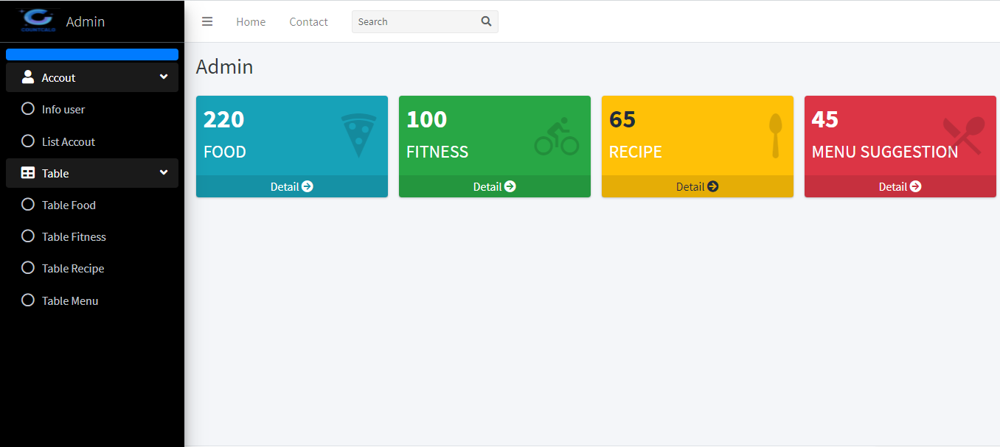 COUNTCALO
Admin
Home
Contact
Search
Accout
Info user
List Accout
Table
Table Food
Table Fitness
Table Recipe
Table Menu
Admin
220
FOOD
Detail
100
FITNESS
Detail
65
RECIPE
Detail
45
MENU SUGGESTION
Detail